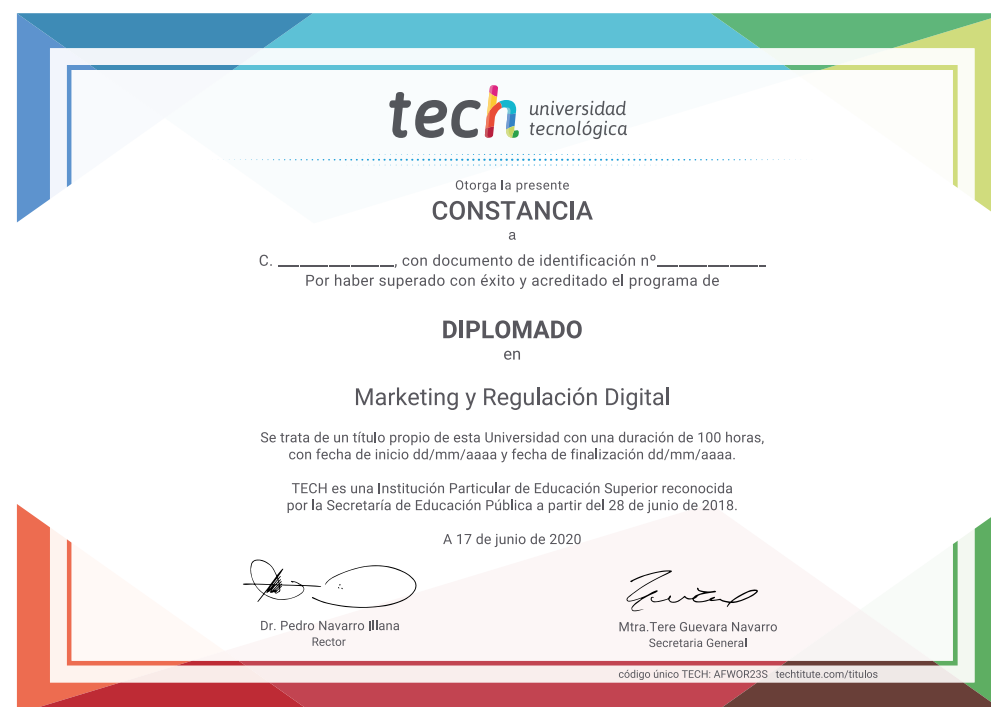 tech universidad
tecnológica
Otorga la presente
CONSTANCIA
a
C. ______________, con documento de identificación nº_____________
Por haber superado con éxito y acreditado el programa de
DIPLOMADO
en
Marketing y Regulación Digital
Se trata de un título propio de esta Universidad con una duración de 100 horas,
con fecha de inicio dd/mm/aaaa y fecha de finalización dd/mm/aaaa.
TECH es una Institución Particular de Educación Superior reconocida
por la Secretaría de Educación Pública a partir del 28 de junio de 2018.
A 17 de junio de 2020
Dr. Pedro Navarro Illana
Rector
Mtra.Tere Guevara Navarro
Secretaria General
código único TECH: AFWOR23S techtitute.com/titulos